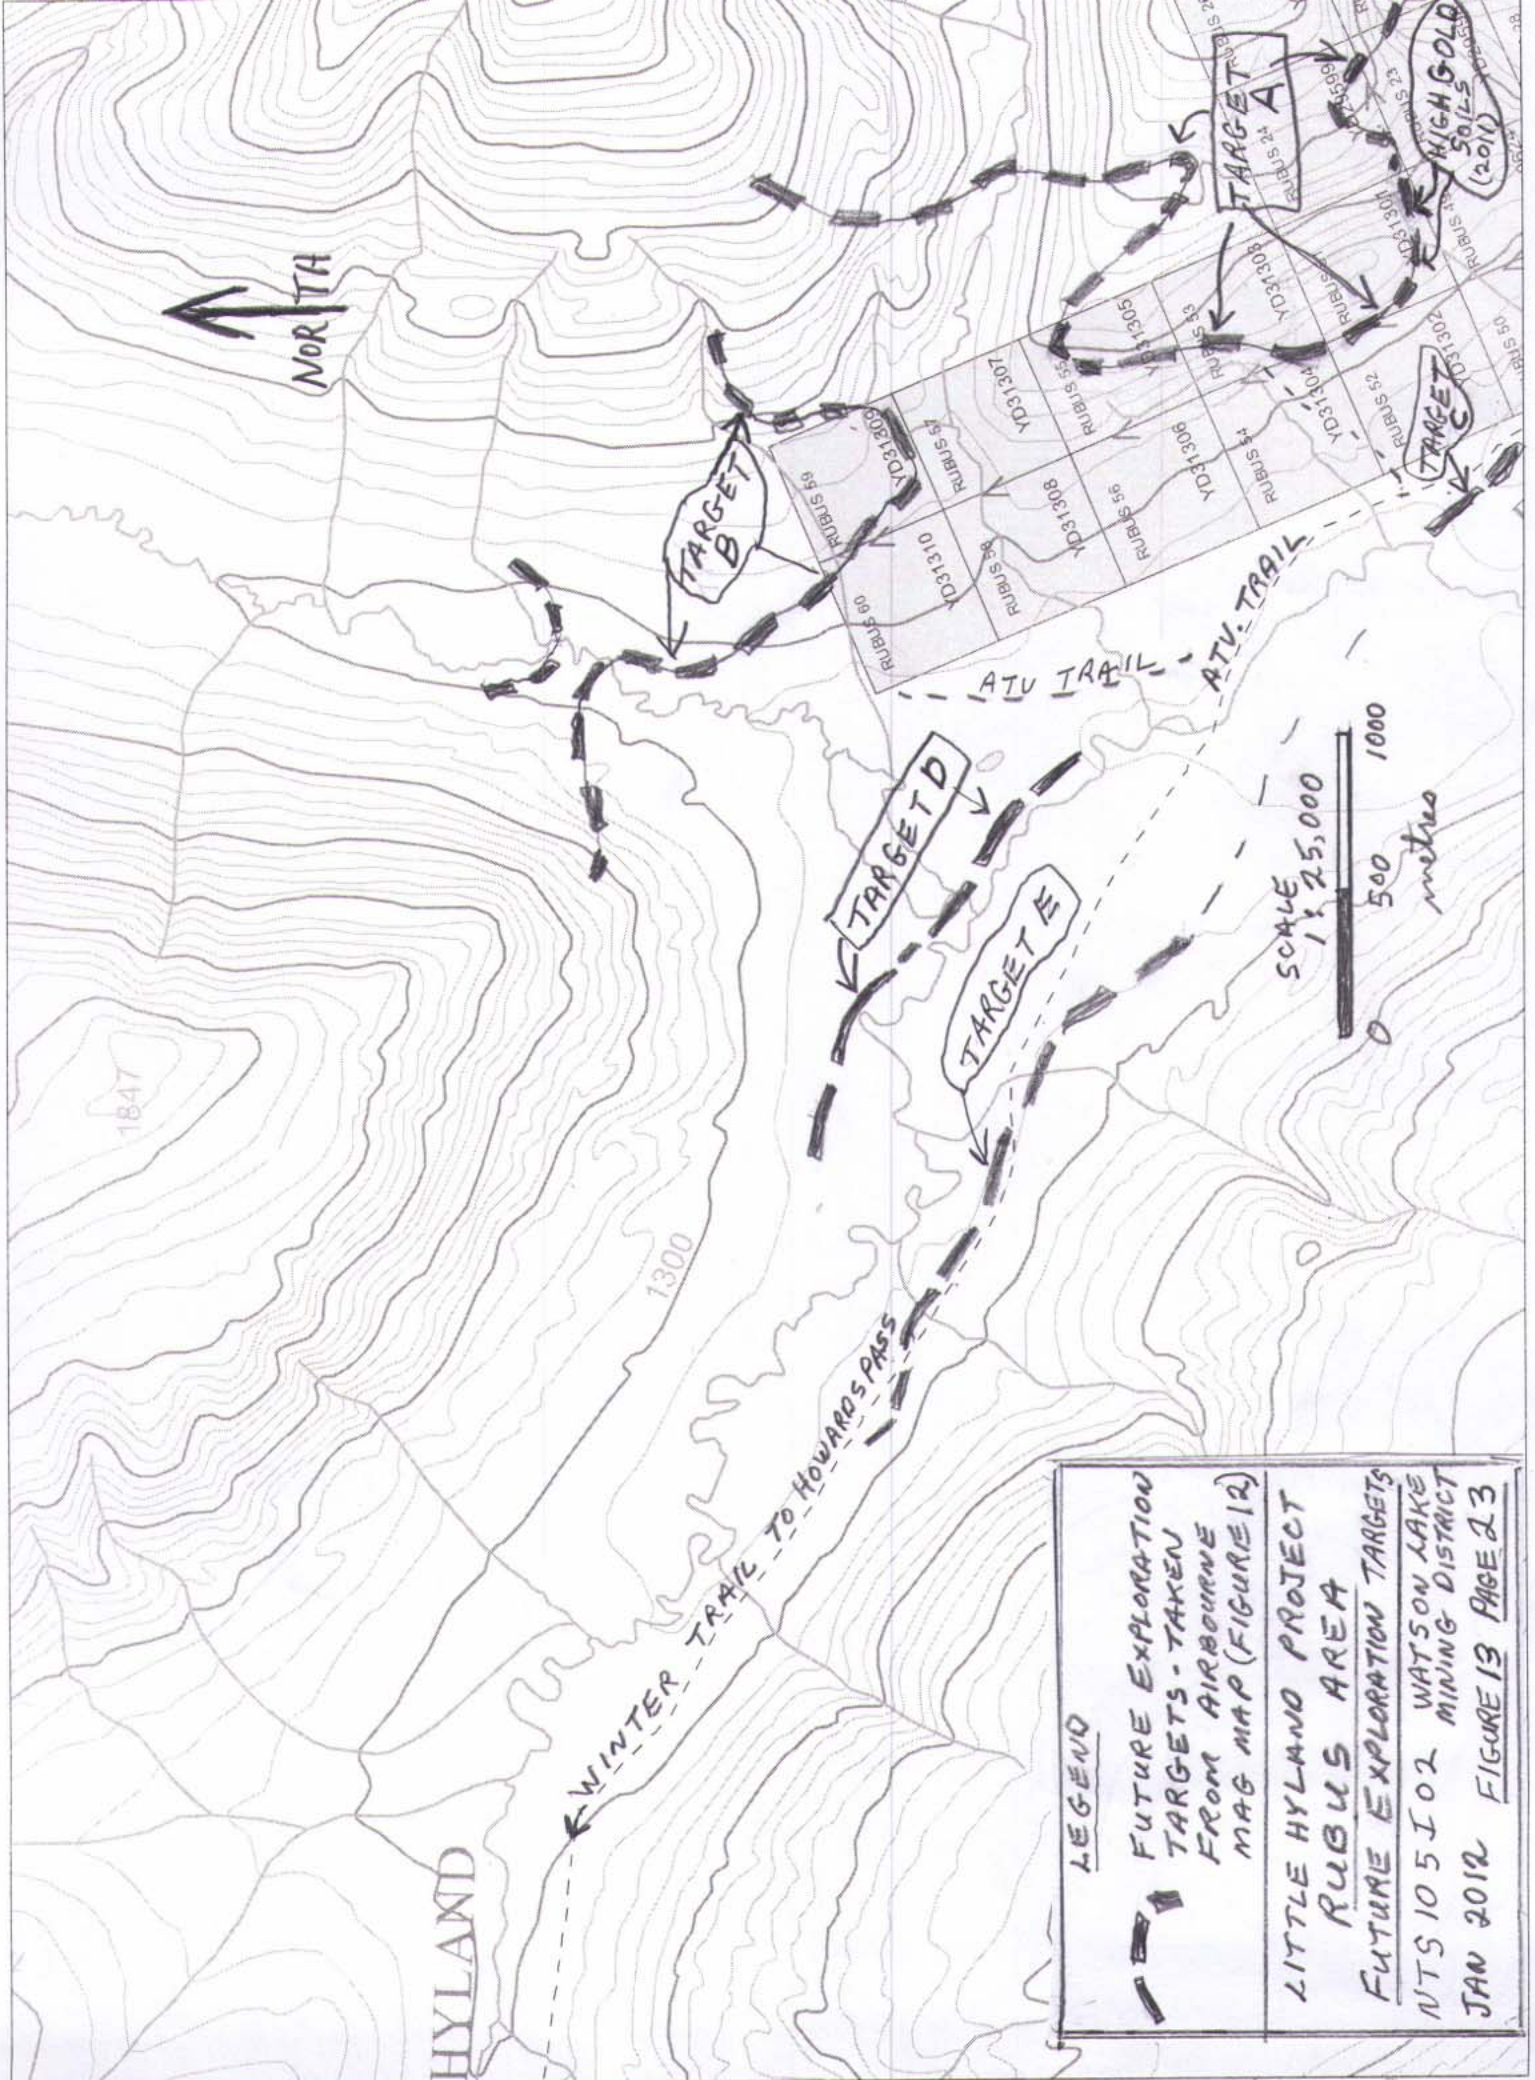 NORTH
1847
1300
HYLAND
WINTER TRAIL TO HOWARDS PASS
TARGET
B
TARGET D
TARGET E
TARGET
A
TARGET
C
HIGH GOLD
SOILS
(2011)
ATV TRAIL
ATV. TRAIL
RUBUS 59
YD31309
RUBUS 60
YD31310
RUBUS 57
YD31307
RUBUS 58
YD31308
RUBUS 55
YD31305
RUBUS 56
YD31306
RUBUS 53
YD31303
RUBUS 54
YD31304
YD31301
RUBUS 52
YD31302
RUBUS 50
RUBUS 24
RUBUS 23
SCALE
1:25,000
0 500 1000
metres
LEGEND
FUTURE EXPLORATION
TARGETS - TAKEN
FROM AIRBOURNE
MAG MAP (FIGURE 12)
LITTLE HYLAND PROJECT
RUBUS AREA
FUTURE EXPLORATION TARGETS
NTS 105I02 WATSON LAKE
MINING DISTRICT
JAN 2012 FIGURE 13 PAGE 23